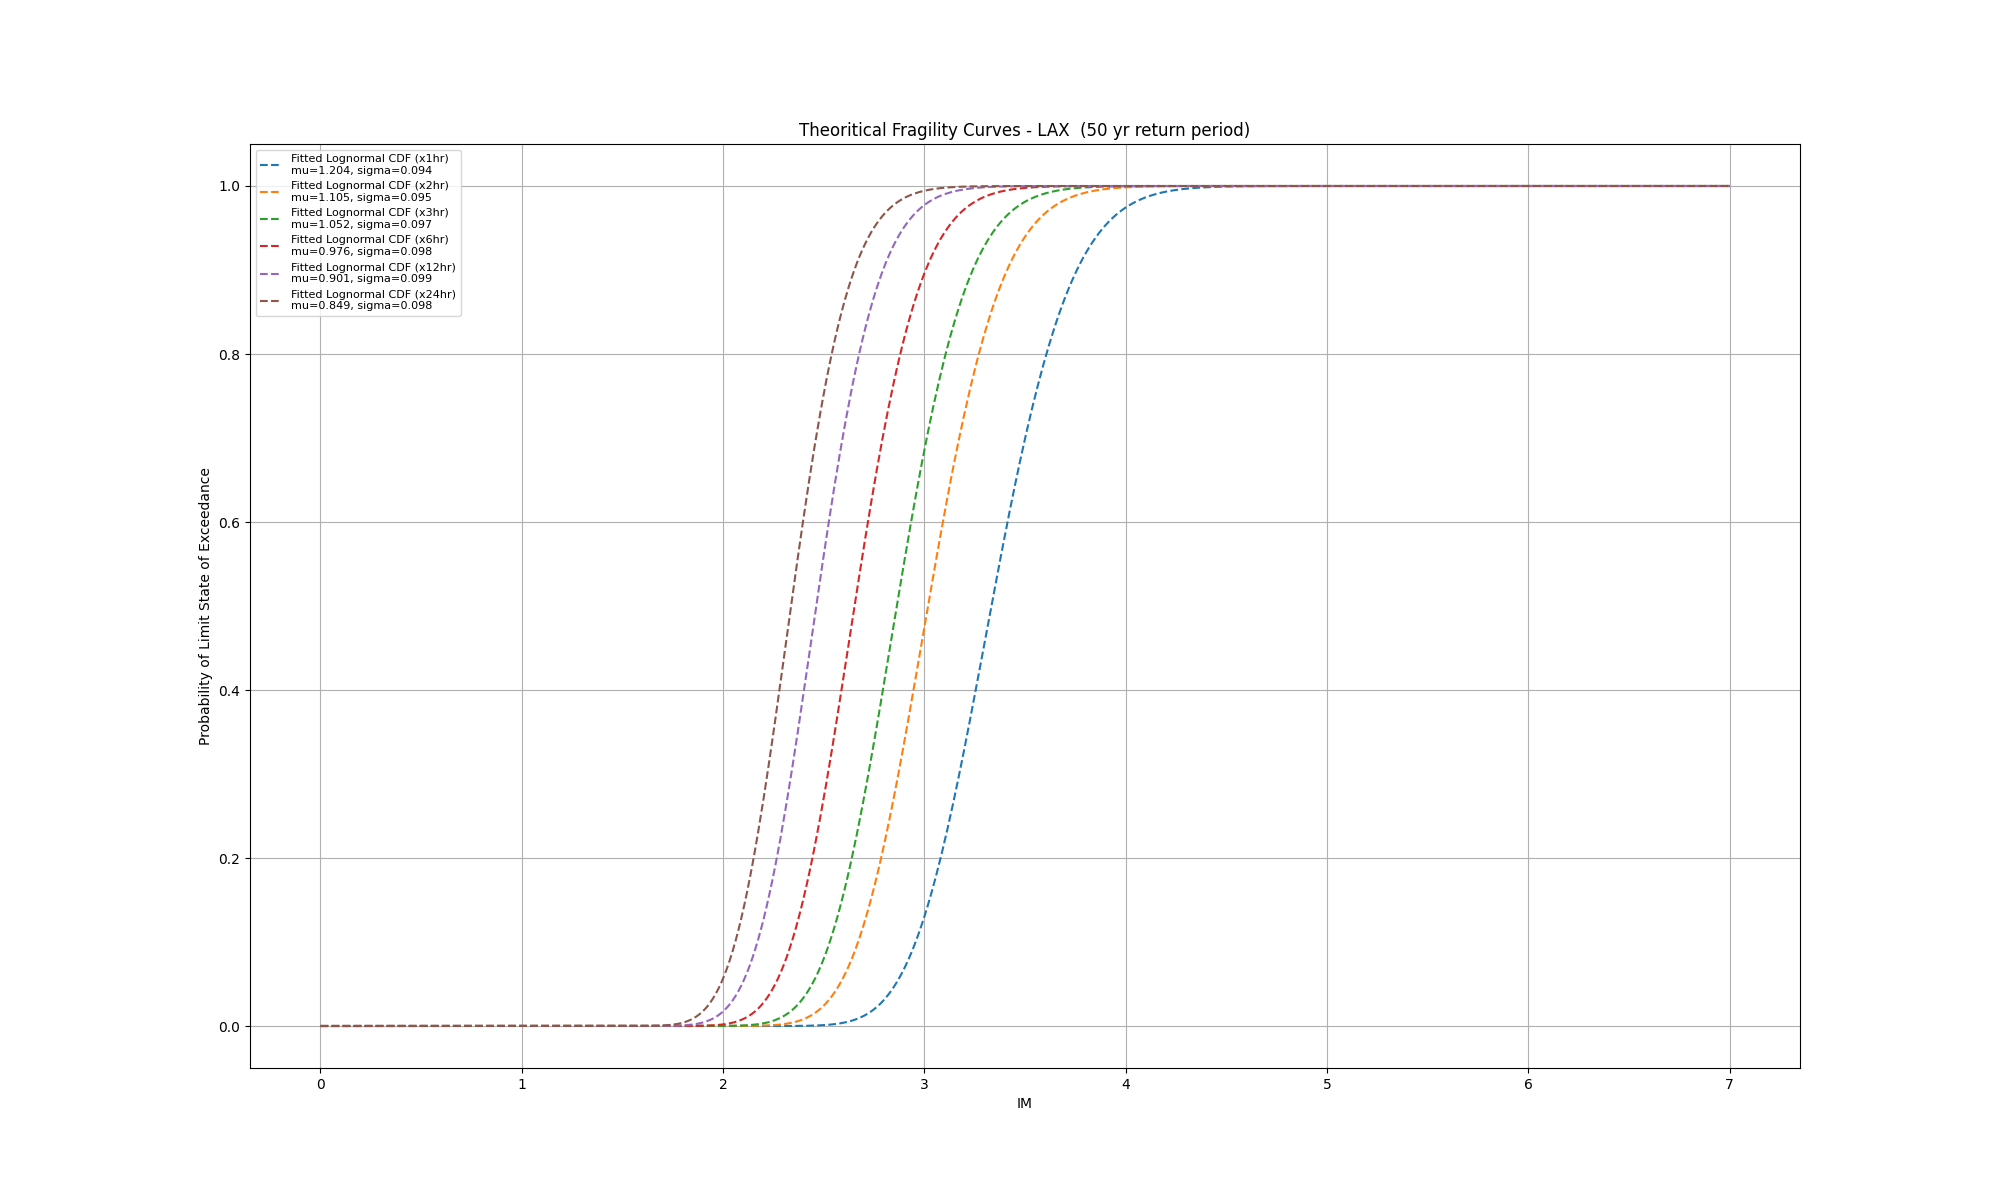 Theoritical Fragility Curves - LAX  (50 yr return period)
Fitted Lognormal CDF (x1hr)
mu=1.204, sigma=0.094
Fitted Lognormal CDF (x2hr)
mu=1.105, sigma=0.095
Fitted Lognormal CDF (x3hr)
mu=1.052, sigma=0.097
Fitted Lognormal CDF (x6hr)
mu=0.976, sigma=0.098
Fitted Lognormal CDF (x12hr)
mu=0.901, sigma=0.099
Fitted Lognormal CDF (x24hr)
mu=0.849, sigma=0.098
Probability of Limit State of Exceedance
1.0
0.8
0.6
0.4
0.2
0.0
0 1 2 3 4 5 6 7
IM